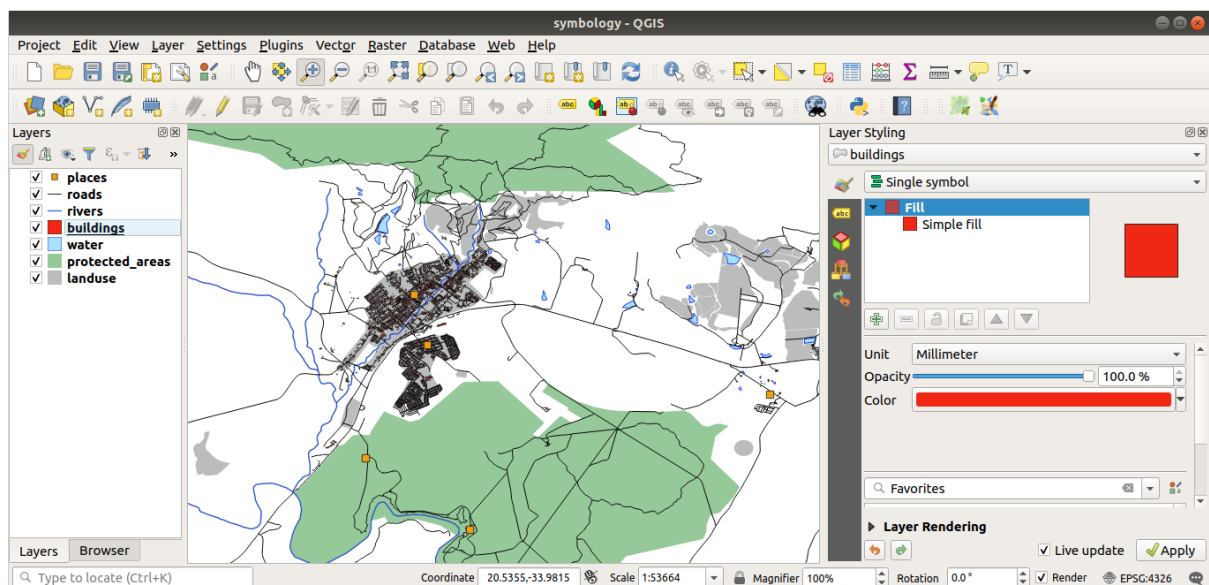 symbology - QGIS
Project Edit View Layer Settings Plugins Vector Raster Database Web Help
Layers
places
roads
rivers
buildings
water
protected_areas
landuse
Layers Browser
Layer Styling
buildings
Single symbol
Fill
Simple fill
Unit Millimeter
Opacity 100.0 %
Color
Favorites
Layer Rendering
Live update Apply
Type to locate (Ctrl+K)
Coordinate 20.5355,-33.9815 Scale 1:53664 Magnifier 100% Rotation 0.0° Render EPSG:4326